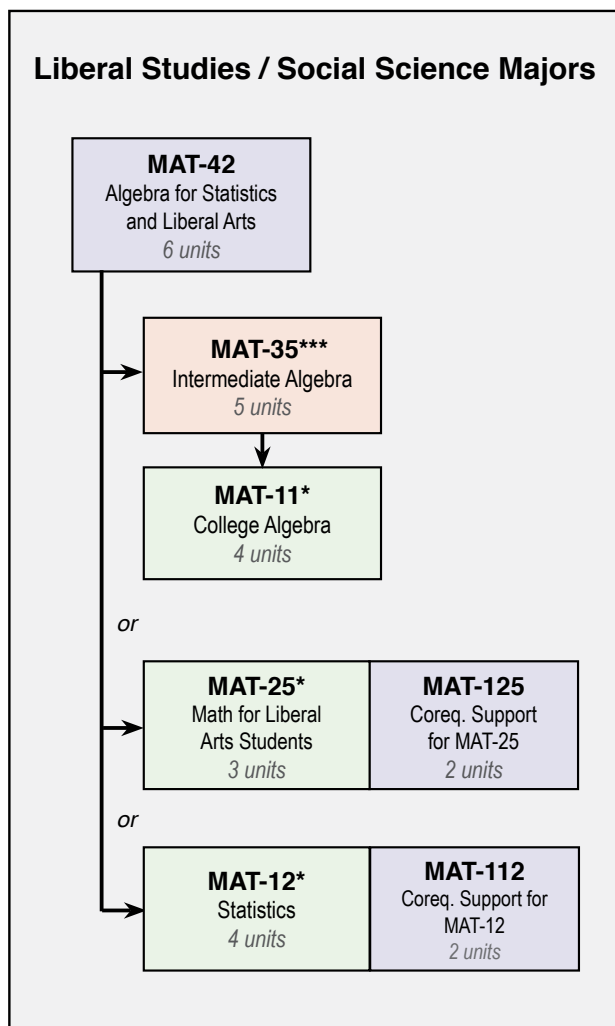 Liberal Studies / Social Science Majors
MAT-42
Algebra for Statistics
and Liberal Arts
6 units
MAT-35***
Intermediate Algebra
5 units
MAT-11*
College Algebra
4 units
or
MAT-25*
Math for Liberal
Arts Students
3 units
MAT-125
Coreq. Support
for MAT-25
2 units
or
MAT-12*
Statistics
4 units
MAT-112
Coreq. Support for
MAT-12
2 units